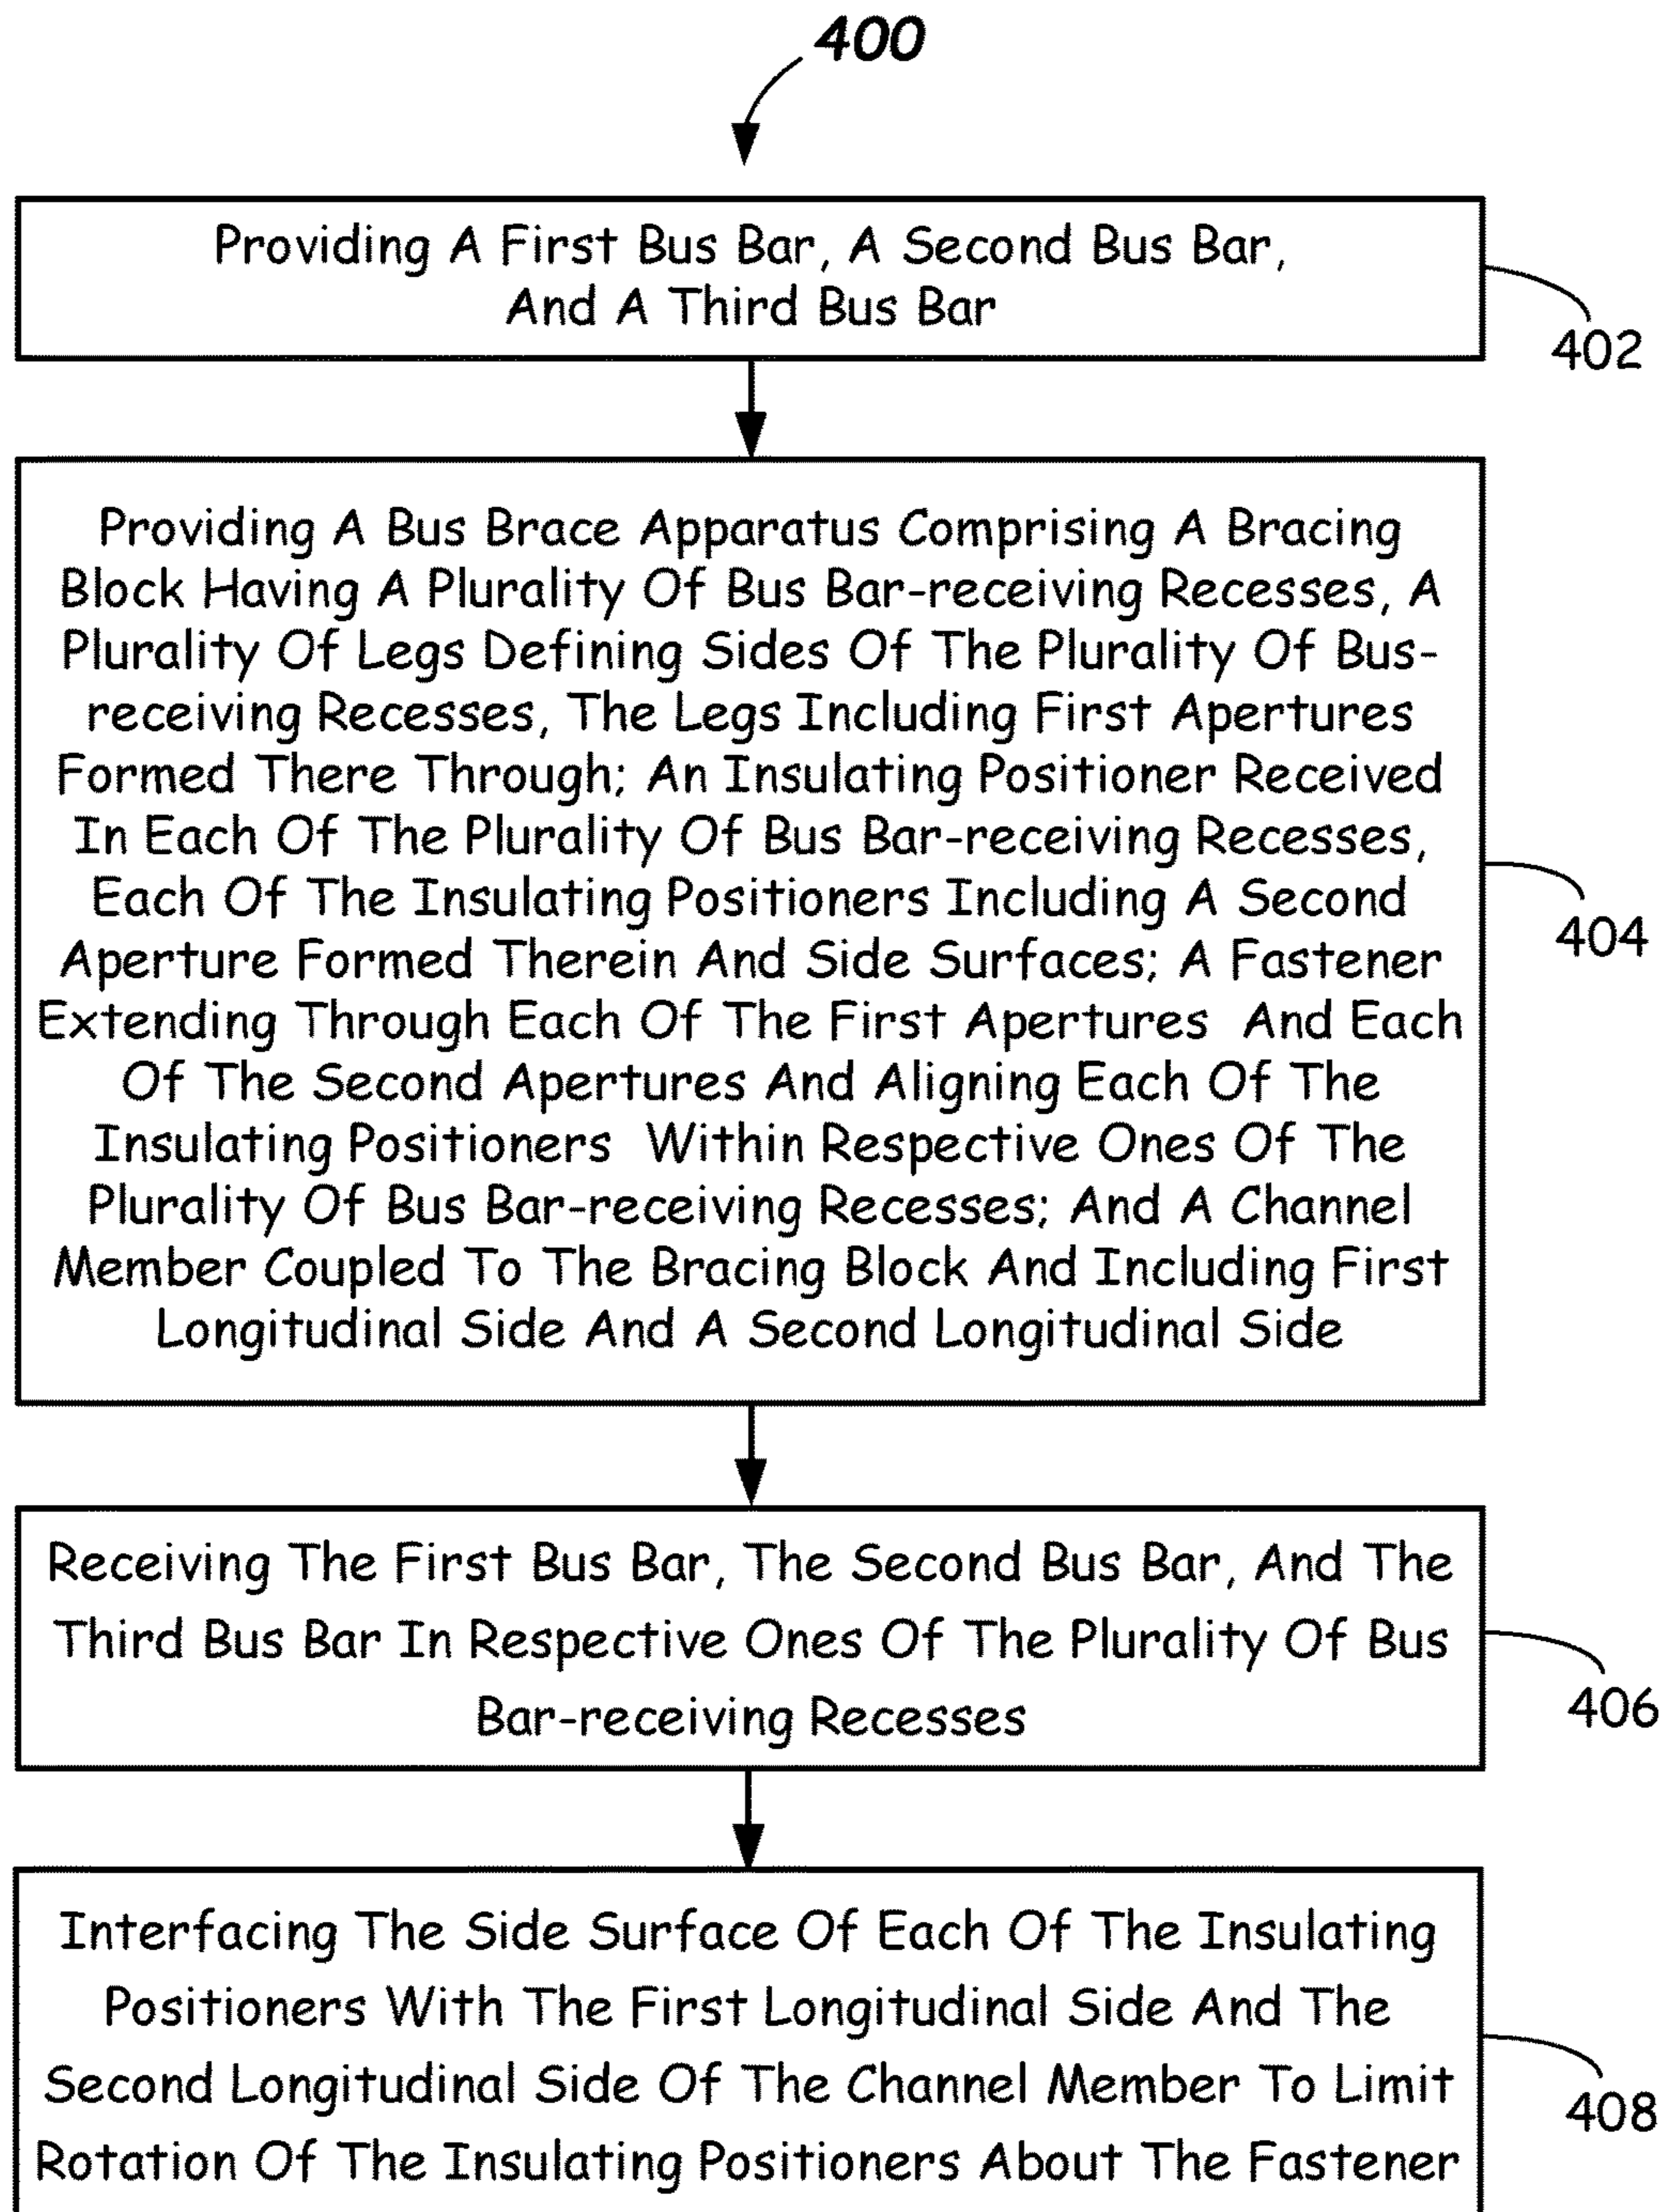 400
Providing A First Bus Bar, A Second Bus Bar,
And A Third Bus Bar
402
Providing A Bus Brace Apparatus Comprising A Bracing
Block Having A Plurality Of Bus Bar-receiving Recesses, A
Plurality Of Legs Defining Sides Of The Plurality Of Bus-
receiving Recesses, The Legs Including First Apertures
Formed There Through; An Insulating Positioner Received
In Each Of The Plurality Of Bus Bar-receiving Recesses,
Each Of The Insulating Positioners Including A Second
Aperture Formed Therein And Side Surfaces; A Fastener
Extending Through Each Of The First Apertures And Each
Of The Second Apertures And Aligning Each Of The
Insulating Positioners Within Respective Ones Of The
Plurality Of Bus Bar-receiving Recesses; And A Channel
Member Coupled To The Bracing Block And Including First
Longitudinal Side And A Second Longitudinal Side
404
Receiving The First Bus Bar, The Second Bus Bar, And The
Third Bus Bar In Respective Ones Of The Plurality Of Bus
Bar-receiving Recesses
406
Interfacing The Side Surface Of Each Of The Insulating
Positioners With The First Longitudinal Side And The
Second Longitudinal Side Of The Channel Member To Limit
Rotation Of The Insulating Positioners About The Fastener
408